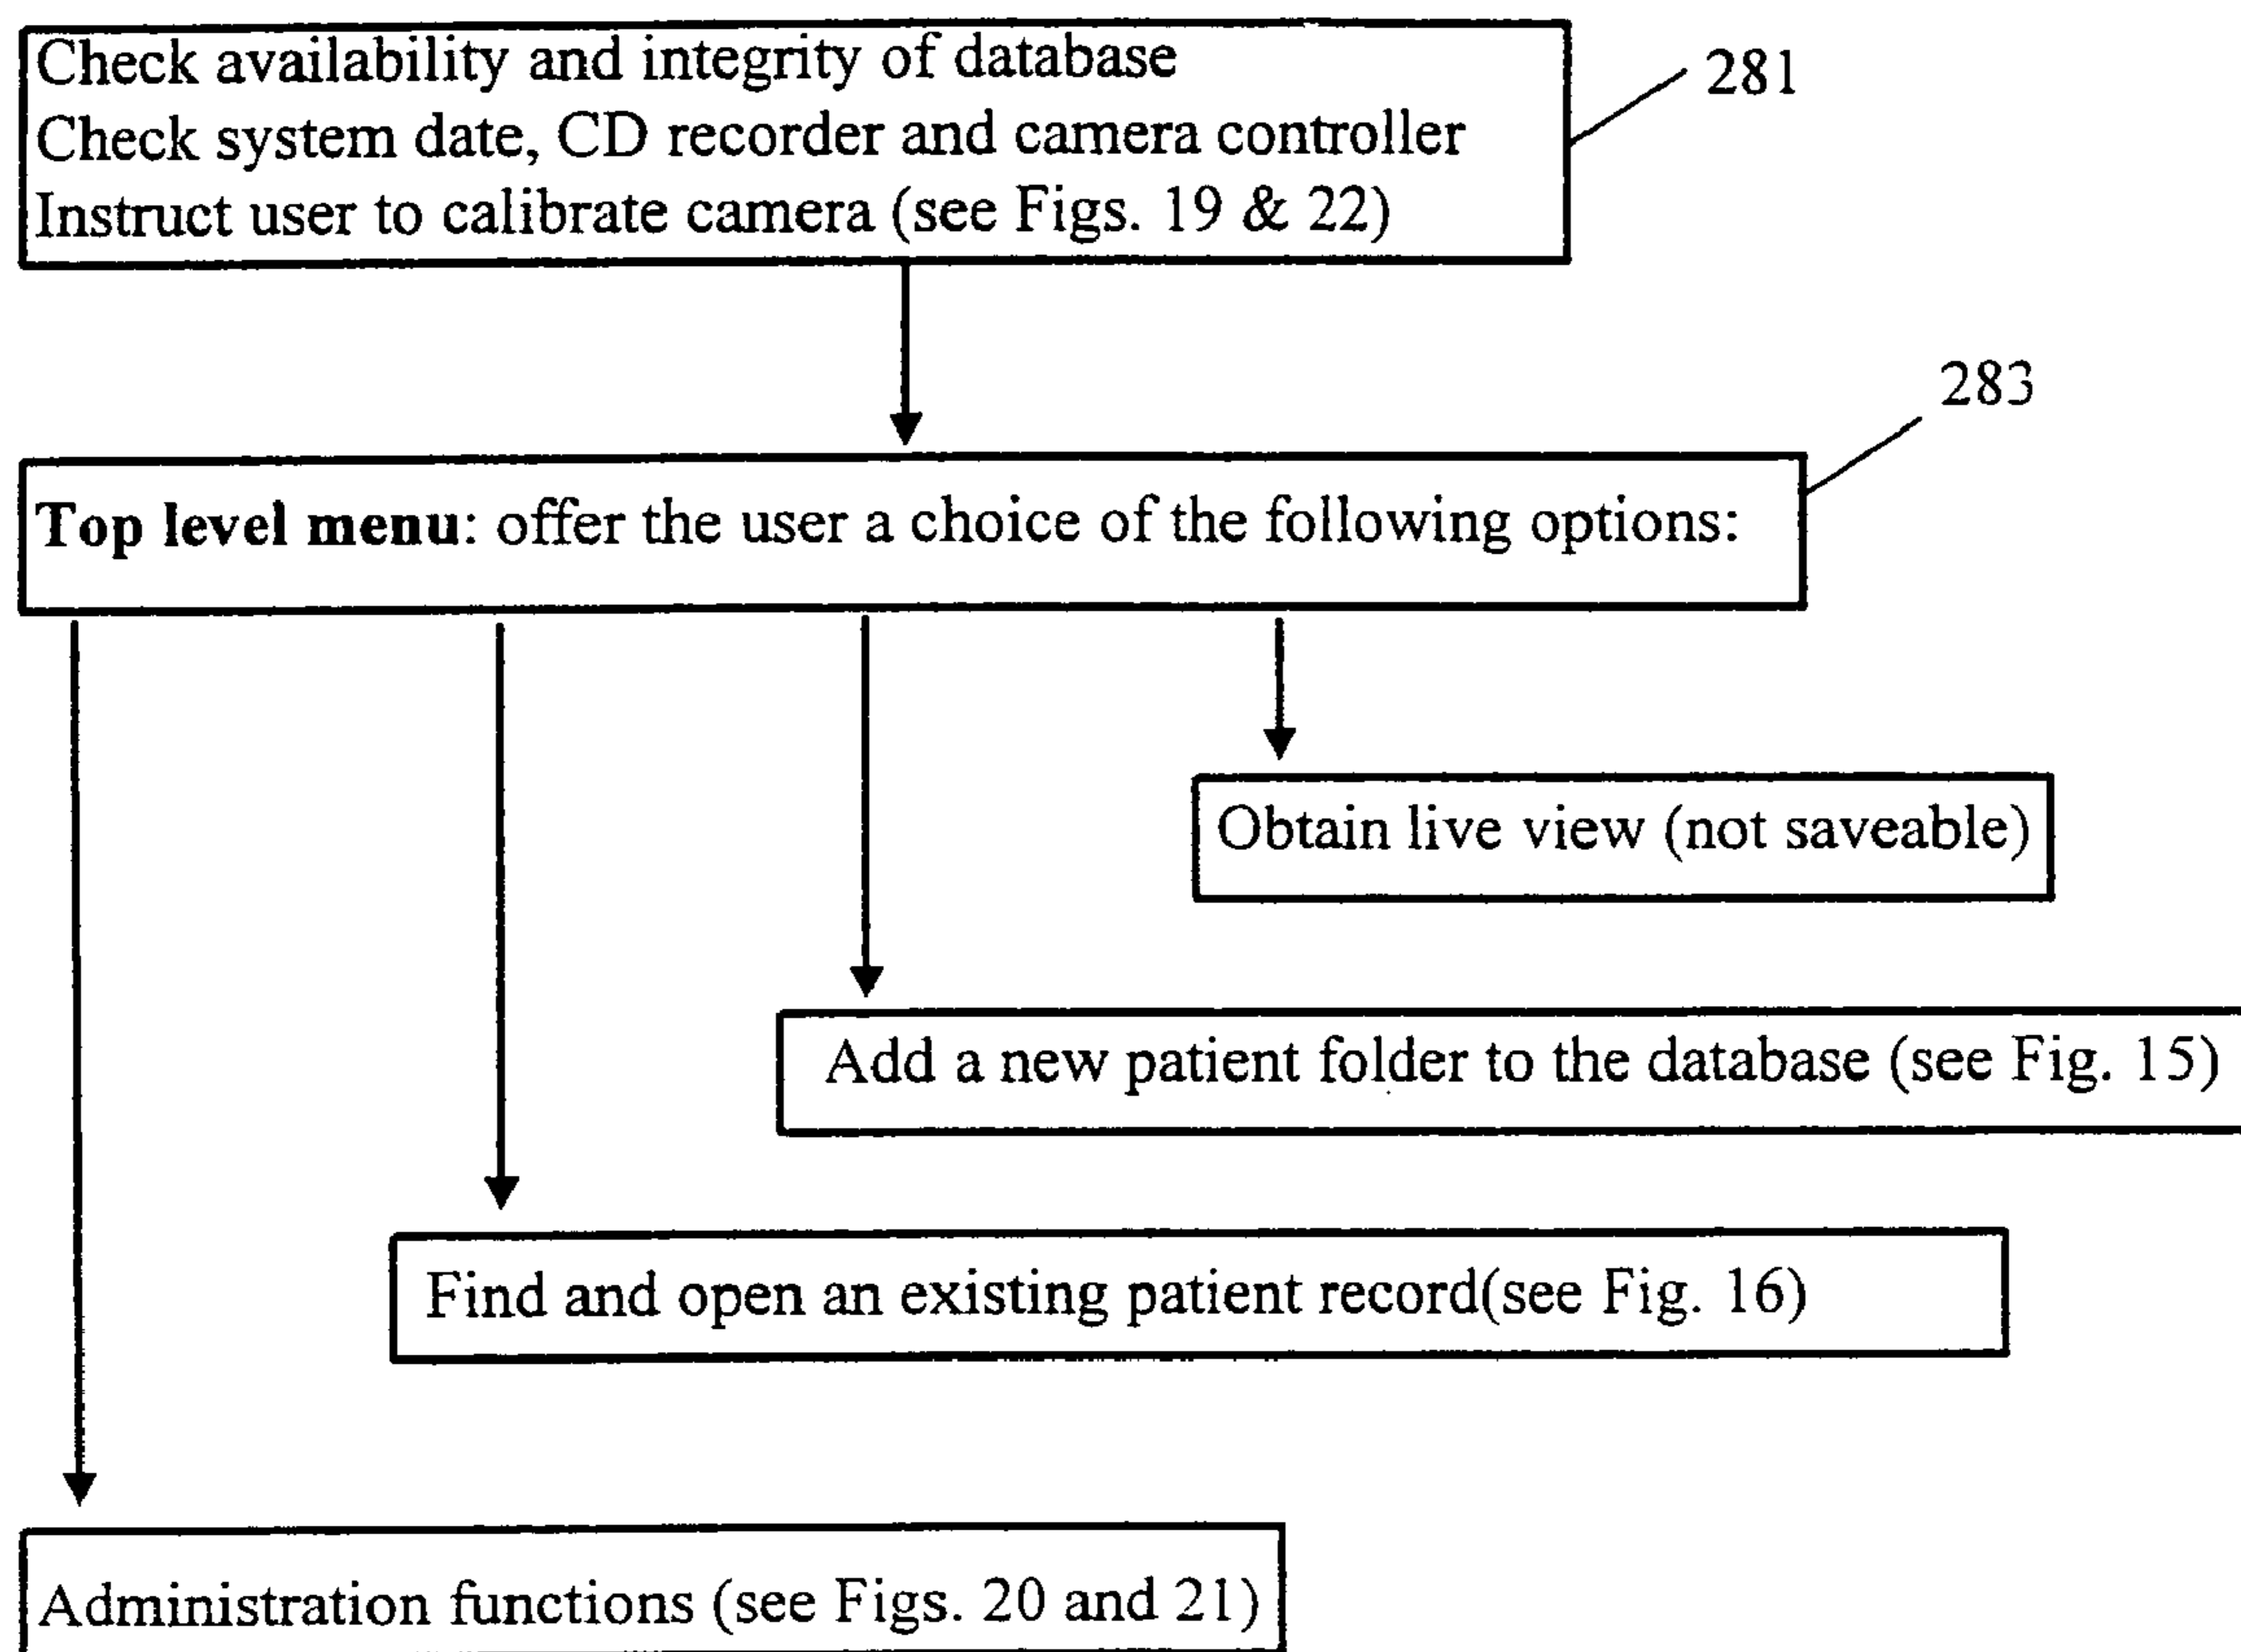 Check availability and integrity of database
Check system date, CD recorder and camera controller
Instruct user to calibrate camera (see Figs. 19 & 22)
281
283
Top level menu: offer the user a choice of the following options:
Obtain live view (not saveable)
Add a new patient folder to the database (see Fig. 15)
Find and open an existing patient record(see Fig. 16)
Administration functions (see Figs. 20 and 21)